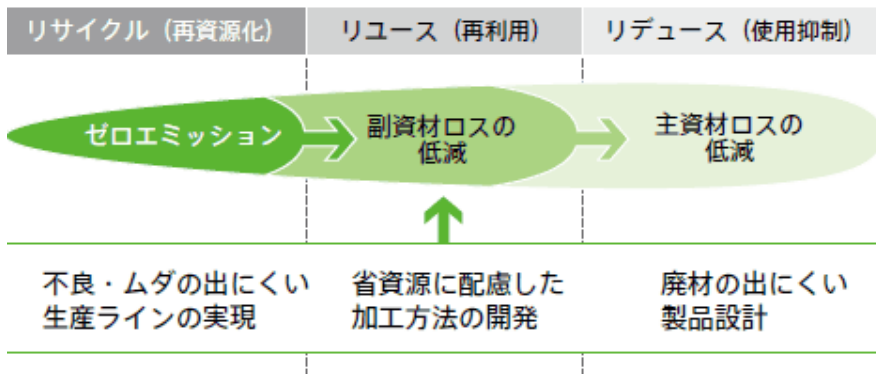 リサイクル（再資源化）
リユース（再利用）
リデュース（使用抑制）
ゼロエミッション
副資材ロスの
低減
主資材ロスの
低減
不良・ムダの出にくい
生産ラインの実現
省資源に配慮した
加工方法の開発
廃材の出にくい
製品設計